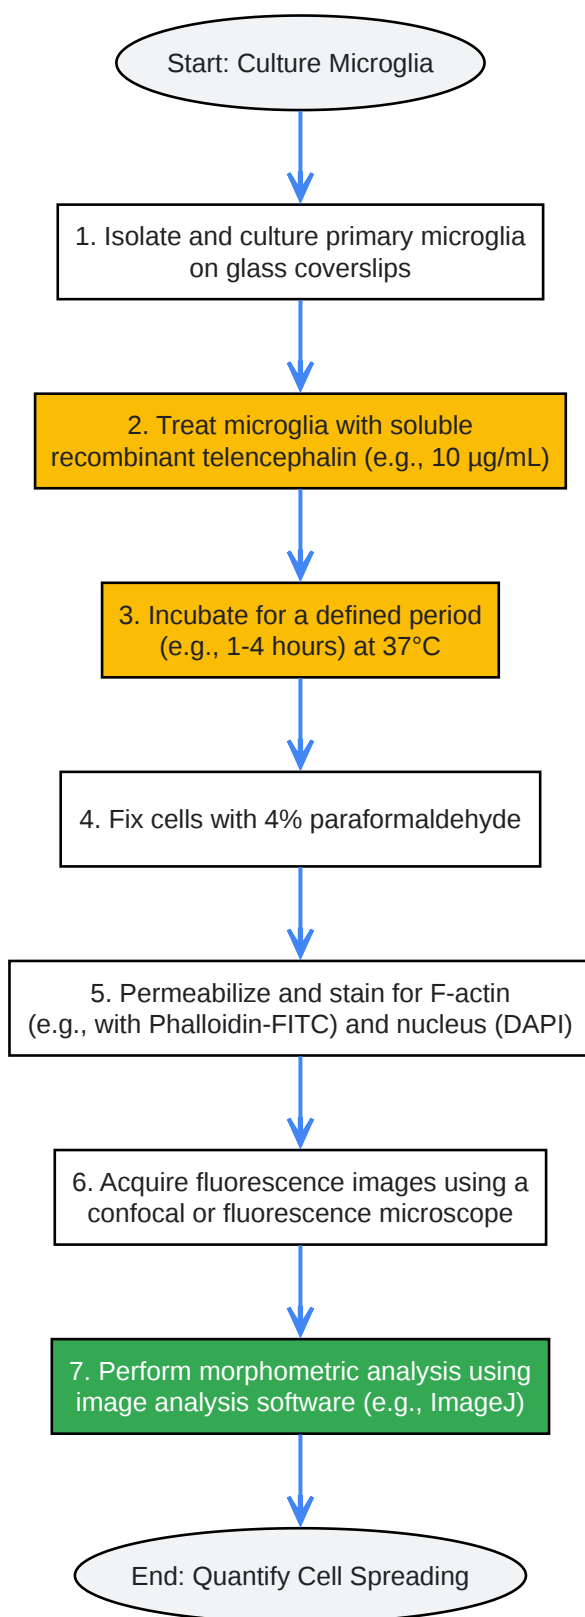 Start: Culture Microglia
1. Isolate and culture primary microglia
on glass coverslips
2. Treat microglia with soluble
recombinant telencephalin (e.g., 10 µg/mL)
3. Incubate for a defined period
(e.g., 1-4 hours) at 37°C
4. Fix cells with 4% paraformaldehyde
5. Permeabilize and stain for F-actin
(e.g., with Phalloidin-FITC) and nucleus (DAPI)
6. Acquire fluorescence images using a
confocal or fluorescence microscope
7. Perform morphometric analysis using
image analysis software (e.g., ImageJ)
End: Quantify Cell Spreading